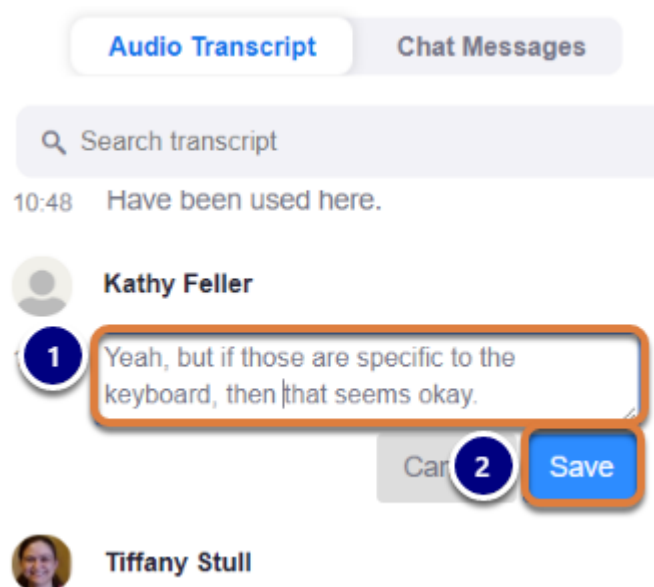 Audio Transcript Chat Messages
Search transcript
10:48 Have been used here.
Kathy Feller
1 Yeah, but if those are specific to the
keyboard, then that seems okay.
2 Save
Tiffany Stull